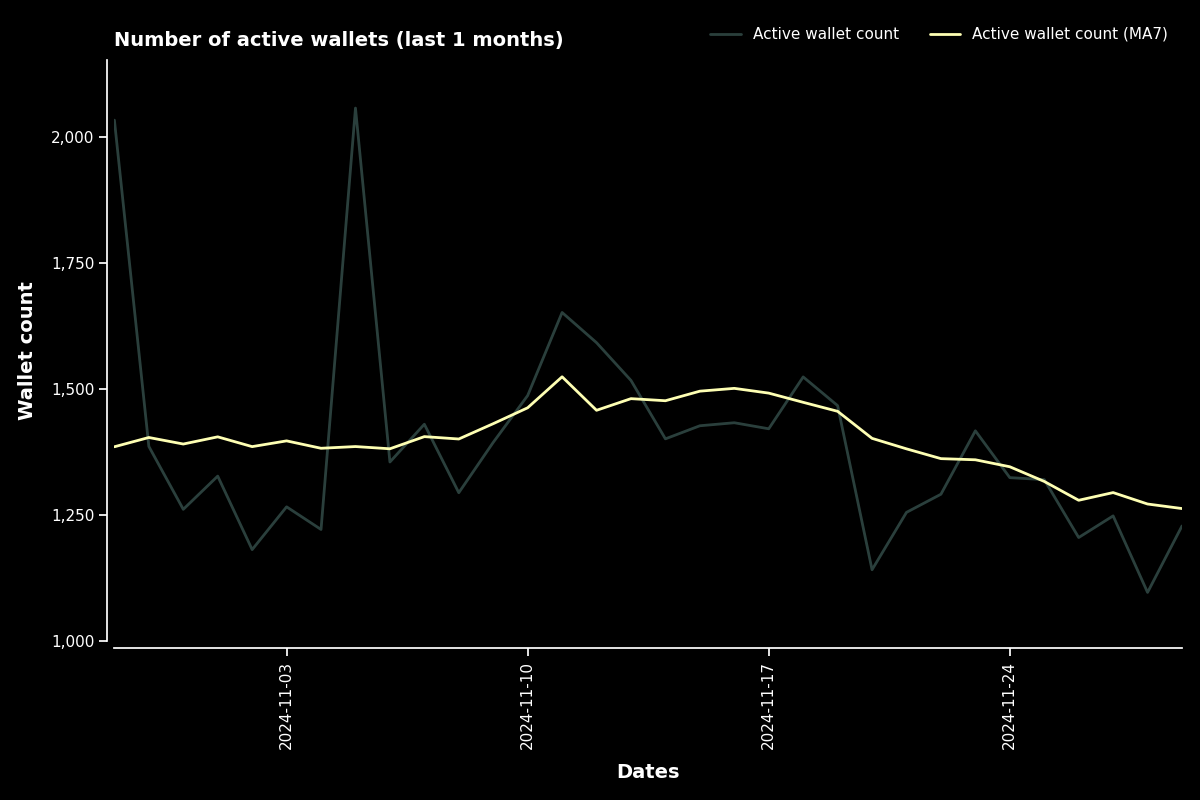 Number of active wallets (last 1 months)
Active wallet count
Active wallet count (MA7)
Wallet count
2,000
1,750
1,500
1,250
1,000
2024-11-03
2024-11-10
2024-11-17
2024-11-24
Dates